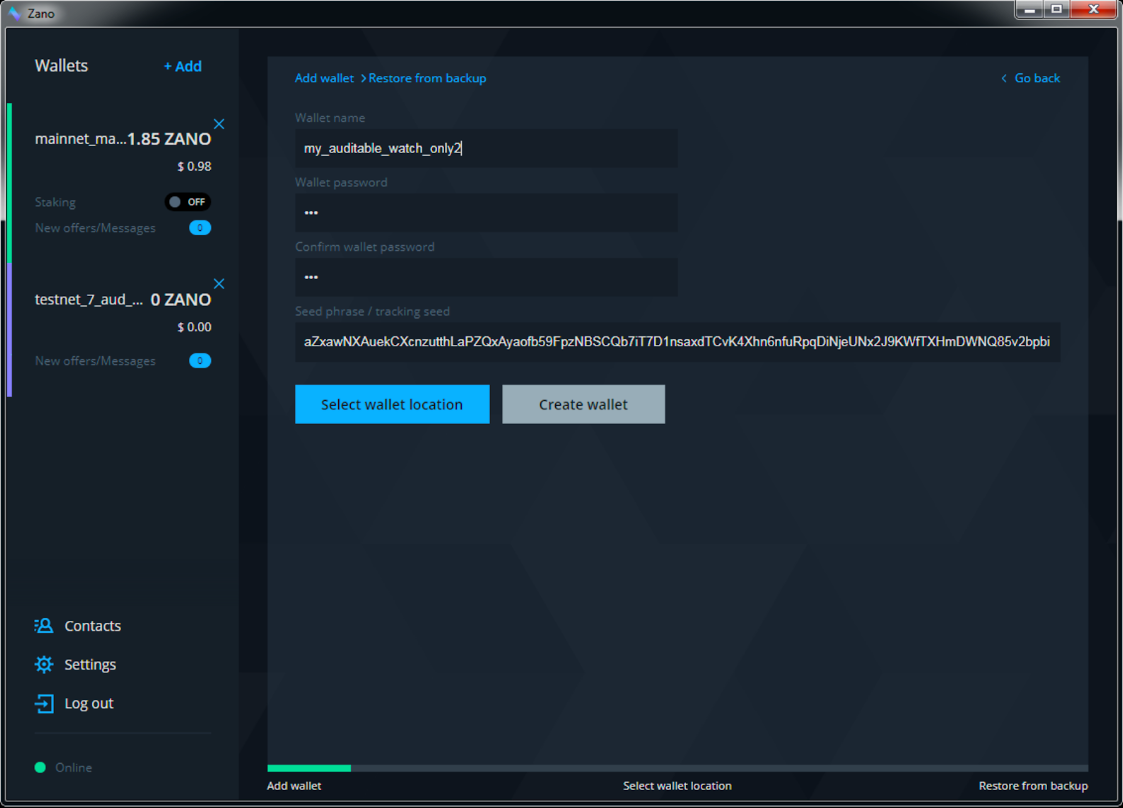 Zano
Wallets
+ Add
mainnet_ma...1.85 ZANO
$ 0.98
Staking
OFF
New offers/Messages
0
testnet_7_aud_... 0 ZANO
$ 0.00
New offers/Messages
0
Contacts
Settings
Log out
Online
Add wallet > Restore from backup
< Go back
Wallet name
my_auditable_watch_only2
Wallet password
•••
Confirm wallet password
•••
Seed phrase / tracking seed
aZxawNXAuekCXcnzutthLaPZQxAyaofb59FpzNBSCQb7iT7D1nsaxdTCvK4Xhn6nfuRpqDiNjeUNx2J9KWfTXHmDWNQ85v2bpbi
Select wallet location
Create wallet
Add wallet
Select wallet location
Restore from backup